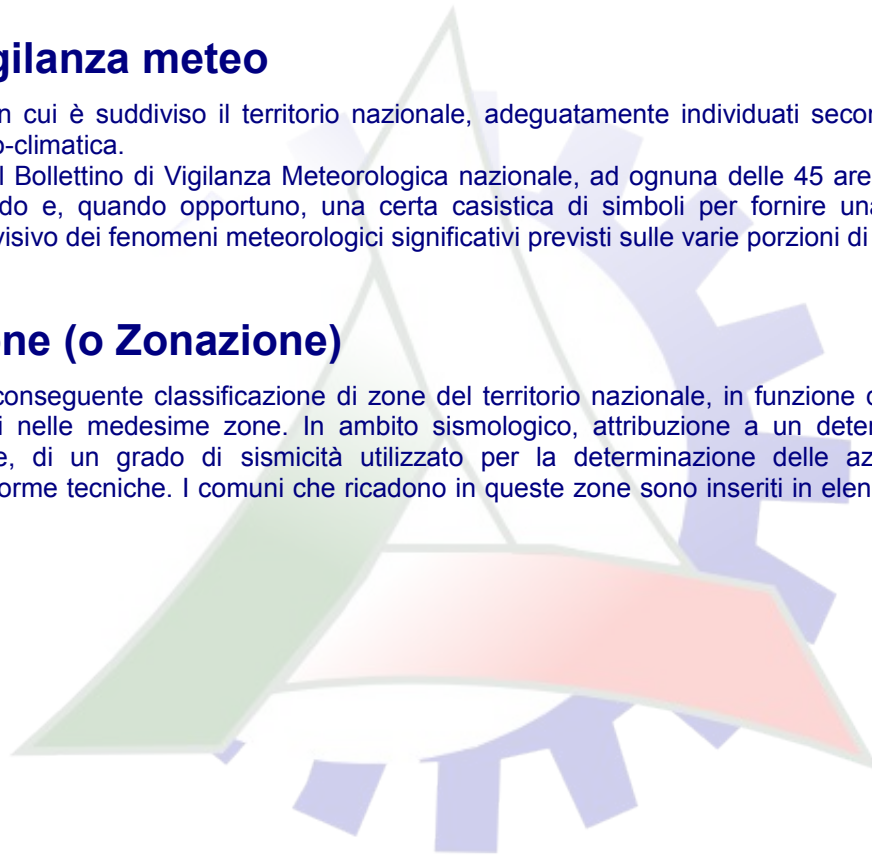 gilanza meteo
n cui è suddiviso il territorio nazionale, adeguatamente individuati secon
o-climatica.
l Bollettino di Vigilanza Meteorologica nazionale, ad ognuna delle 45 are
do e, quando opportuno, una certa casistica di simboli per fornire una
visivo dei fenomeni meteorologici significativi previsti sulle varie porzioni di
ne (o Zonazione)
conseguente classificazione di zone del territorio nazionale, in funzione d
i nelle medesime zone. In ambito sismologico, attribuzione a un deter
e, di un grado di sismicità utilizzato per la determinazione delle az
orme tecniche. I comuni che ricadono in queste zone sono inseriti in elen